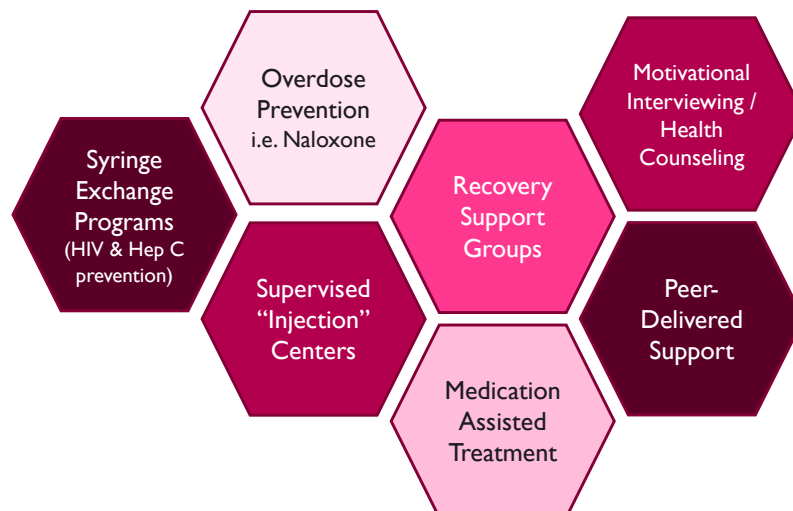 Syringe
Exchange
Programs
(HIV & Hep C
prevention)
Overdose
Prevention
i.e. Naloxone
Supervised
“Injection”
Centers
Recovery
Support
Groups
Medication
Assisted
Treatment
Motivational
Interviewing /
Health
Counseling
Peer-
Delivered
Support